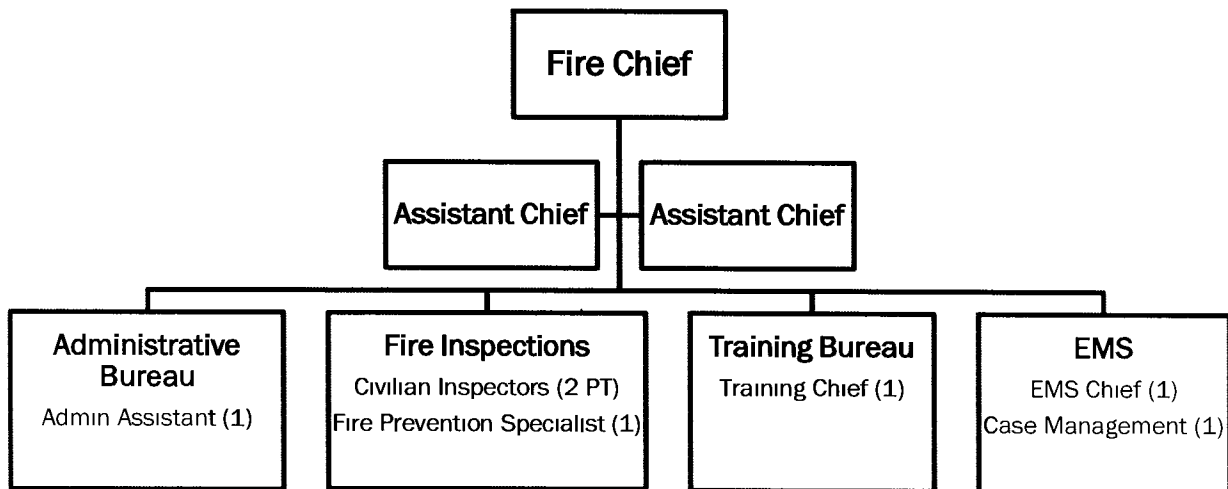 Fire Chief
Assistant Chief
Assistant Chief
Administrative
Bureau
Admin Assistant (1)
Fire Inspections
Civilian Inspectors (2 PT)
Fire Prevention Specialist (1)
Training Bureau
Training Chief (1)
EMS
EMS Chief (1)
Case Management (1)